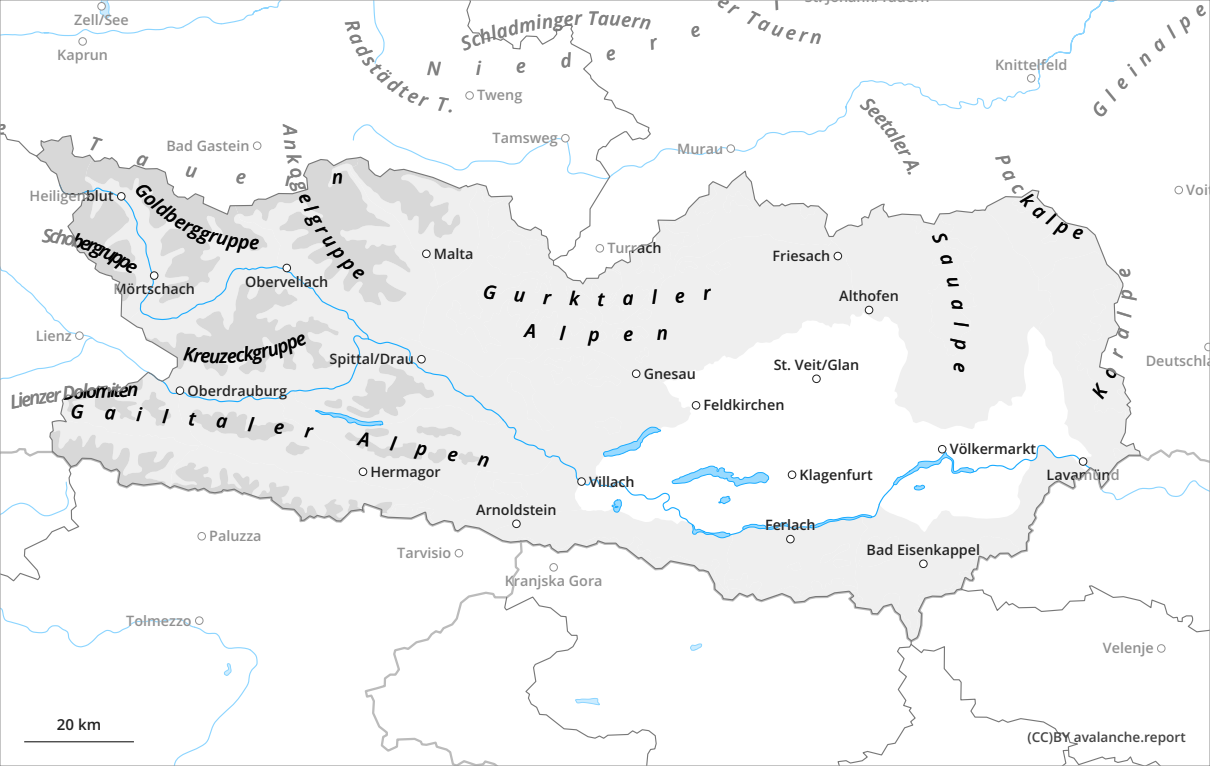 Zell/See
Kaprun
Schladminger Tauern
er Tauern
Radstädter T.
Niedere
Tweng
Knittelfeld
Gleinalpe
Tamsweg
Murau
Seetaler A.
Bad Gastein
Taue
n
Ankogelgruppe
Packalpe
Heiligenblut
Goldberggruppe
Schobergruppe
Mörtschach
Obervellach
Malta
Turrach
Friesach
Saualpe
Koralpe
Gurktaler
Alpen
Althofen
Lienz
Kreuzeckgruppe
Spittal/Drau
Gnesau
St. Veit/Glan
Lienzer Dolomiten
Oberdrauburg
Feldkirchen
Gailtaler Alpen
Hermagor
Villach
Klagenfurt
Völkermarkt
Lavamünd
Arnoldstein
Ferlach
Bad Eisenkappel
Paluzza
Tarvisio
Kranjska Gora
Tolmezzo
Velenje
20 km
(CC)BY avalanche.report